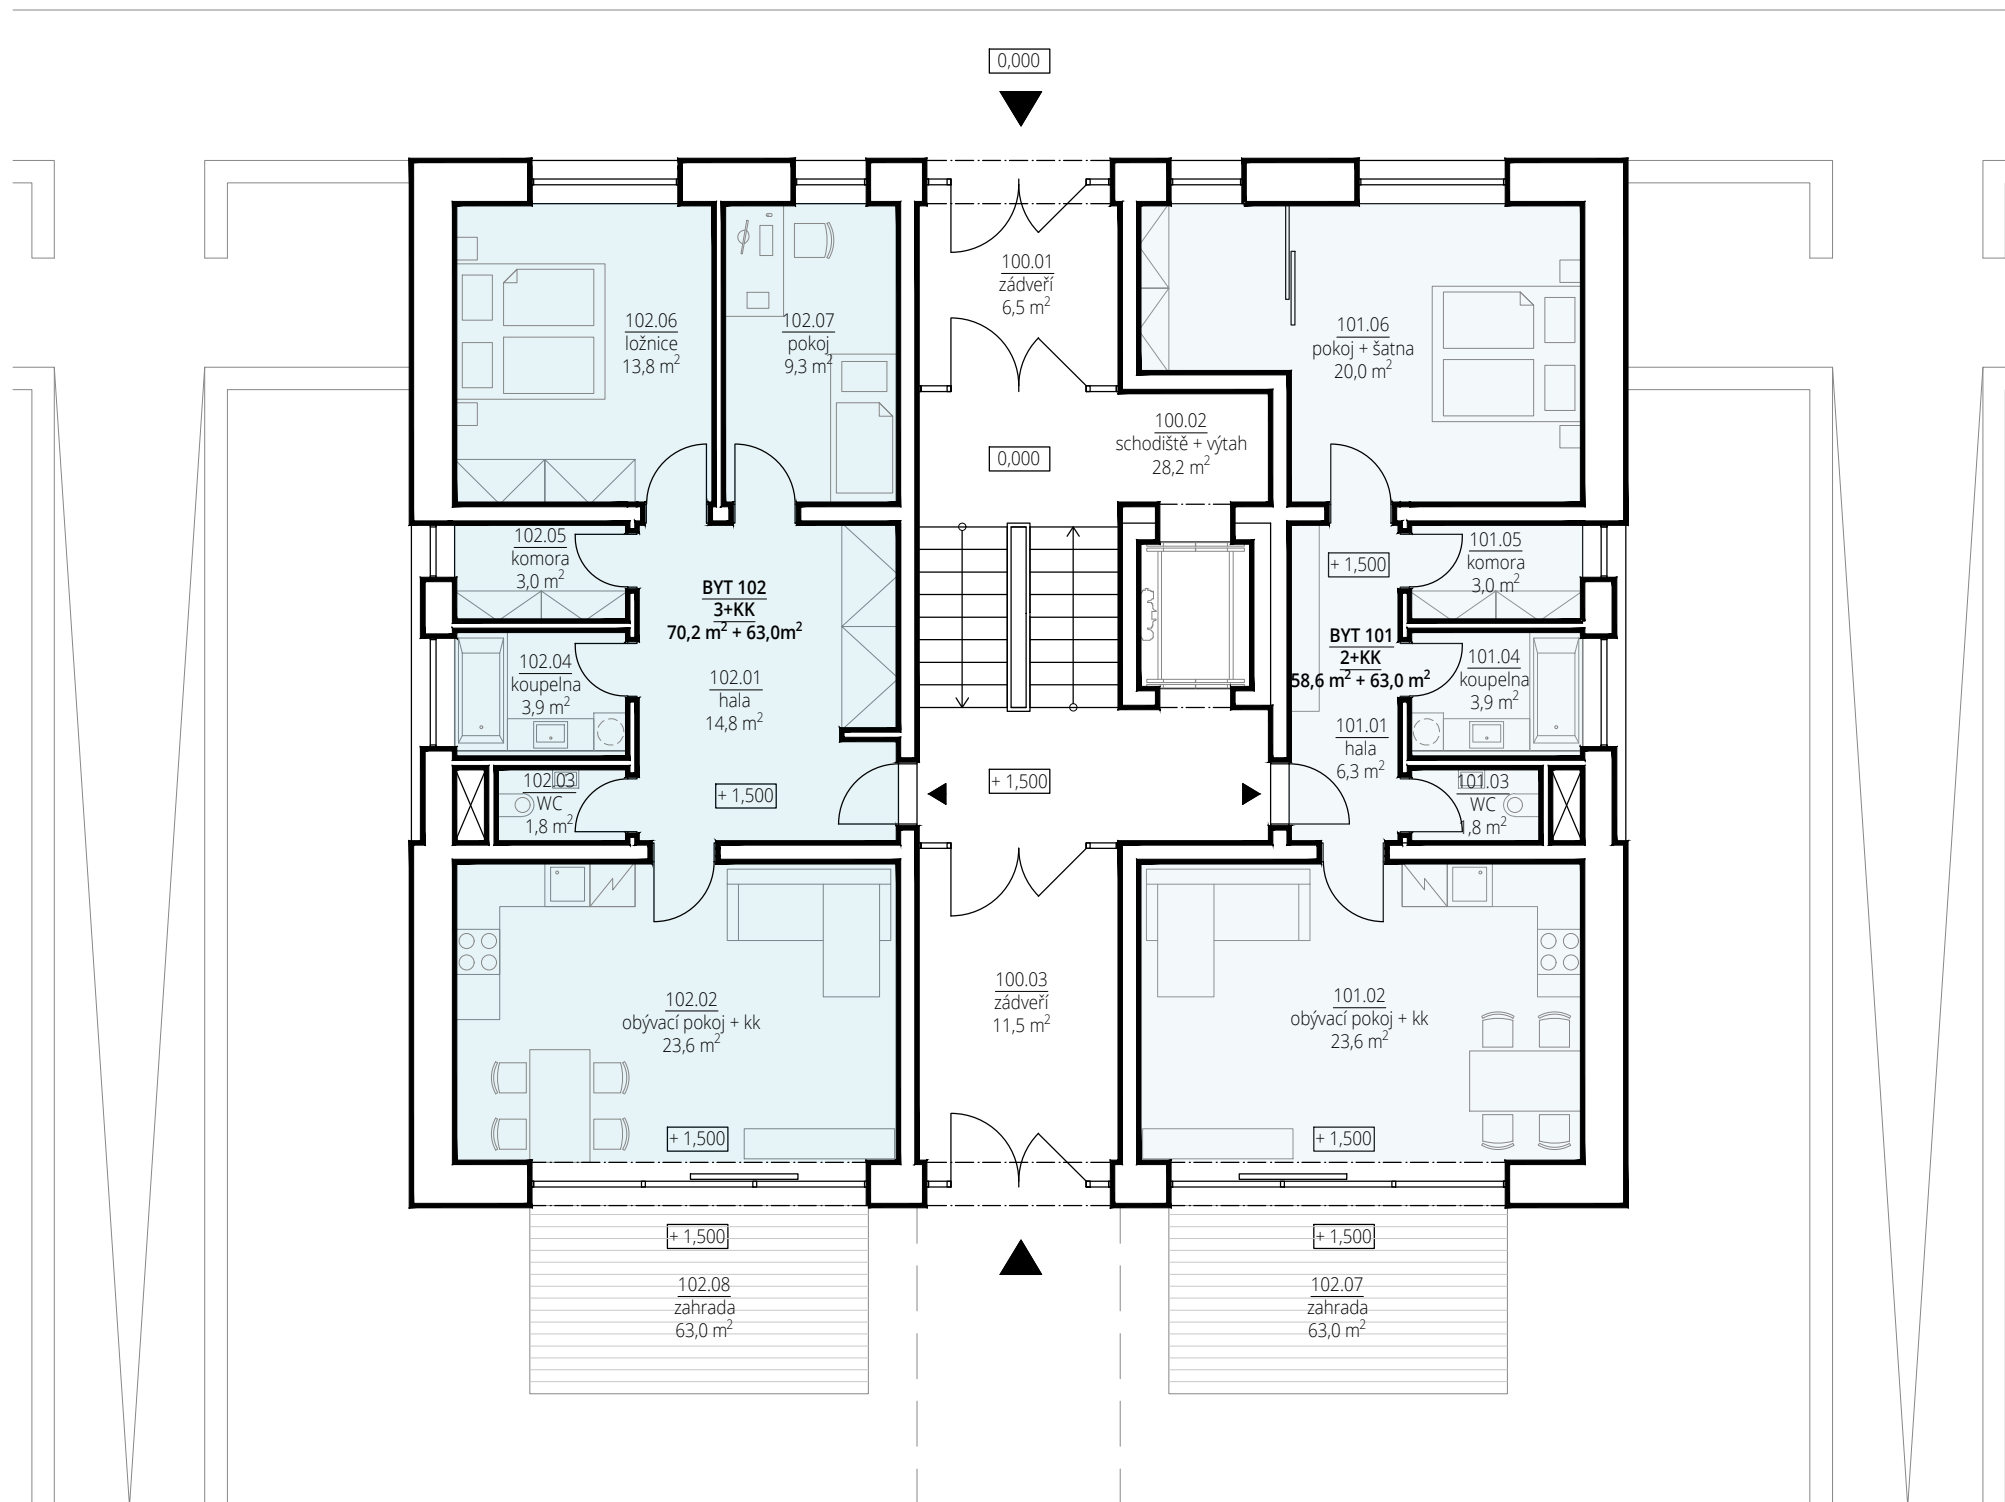 0,000
100.01
zádveří
6,5 m²
102.06
ložnice
13,8 m²
102.07
pokoj
9,3 m²
101.06
pokoj + šatna
20,0 m²
100.02
schodiště + výtah
28,2 m²
0,000
102.05
komora
3,0 m²
101.05
komora
3,0 m²
+ 1,500
BYT 102
3+KK
70,2 m² + 63,0m²
BYT 101
2+KK
58,6 m² + 63,0 m²
102.04
koupelna
3,9 m²
102.01
hala
14,8 m²
101.04
koupelna
3,9 m²
101.01
hala
6,3 m²
102.03
WC
1,8 m²
+ 1,500
+ 1,500
101.03
WC
1,8 m²
102.02
obývací pokoj + kk
23,6 m²
100.03
zádveří
11,5 m²
101.02
obývací pokoj + kk
23,6 m²
+ 1,500
+ 1,500
+ 1,500
+ 1,500
102.08
zahrada
63,0 m²
102.07
zahrada
63,0 m²